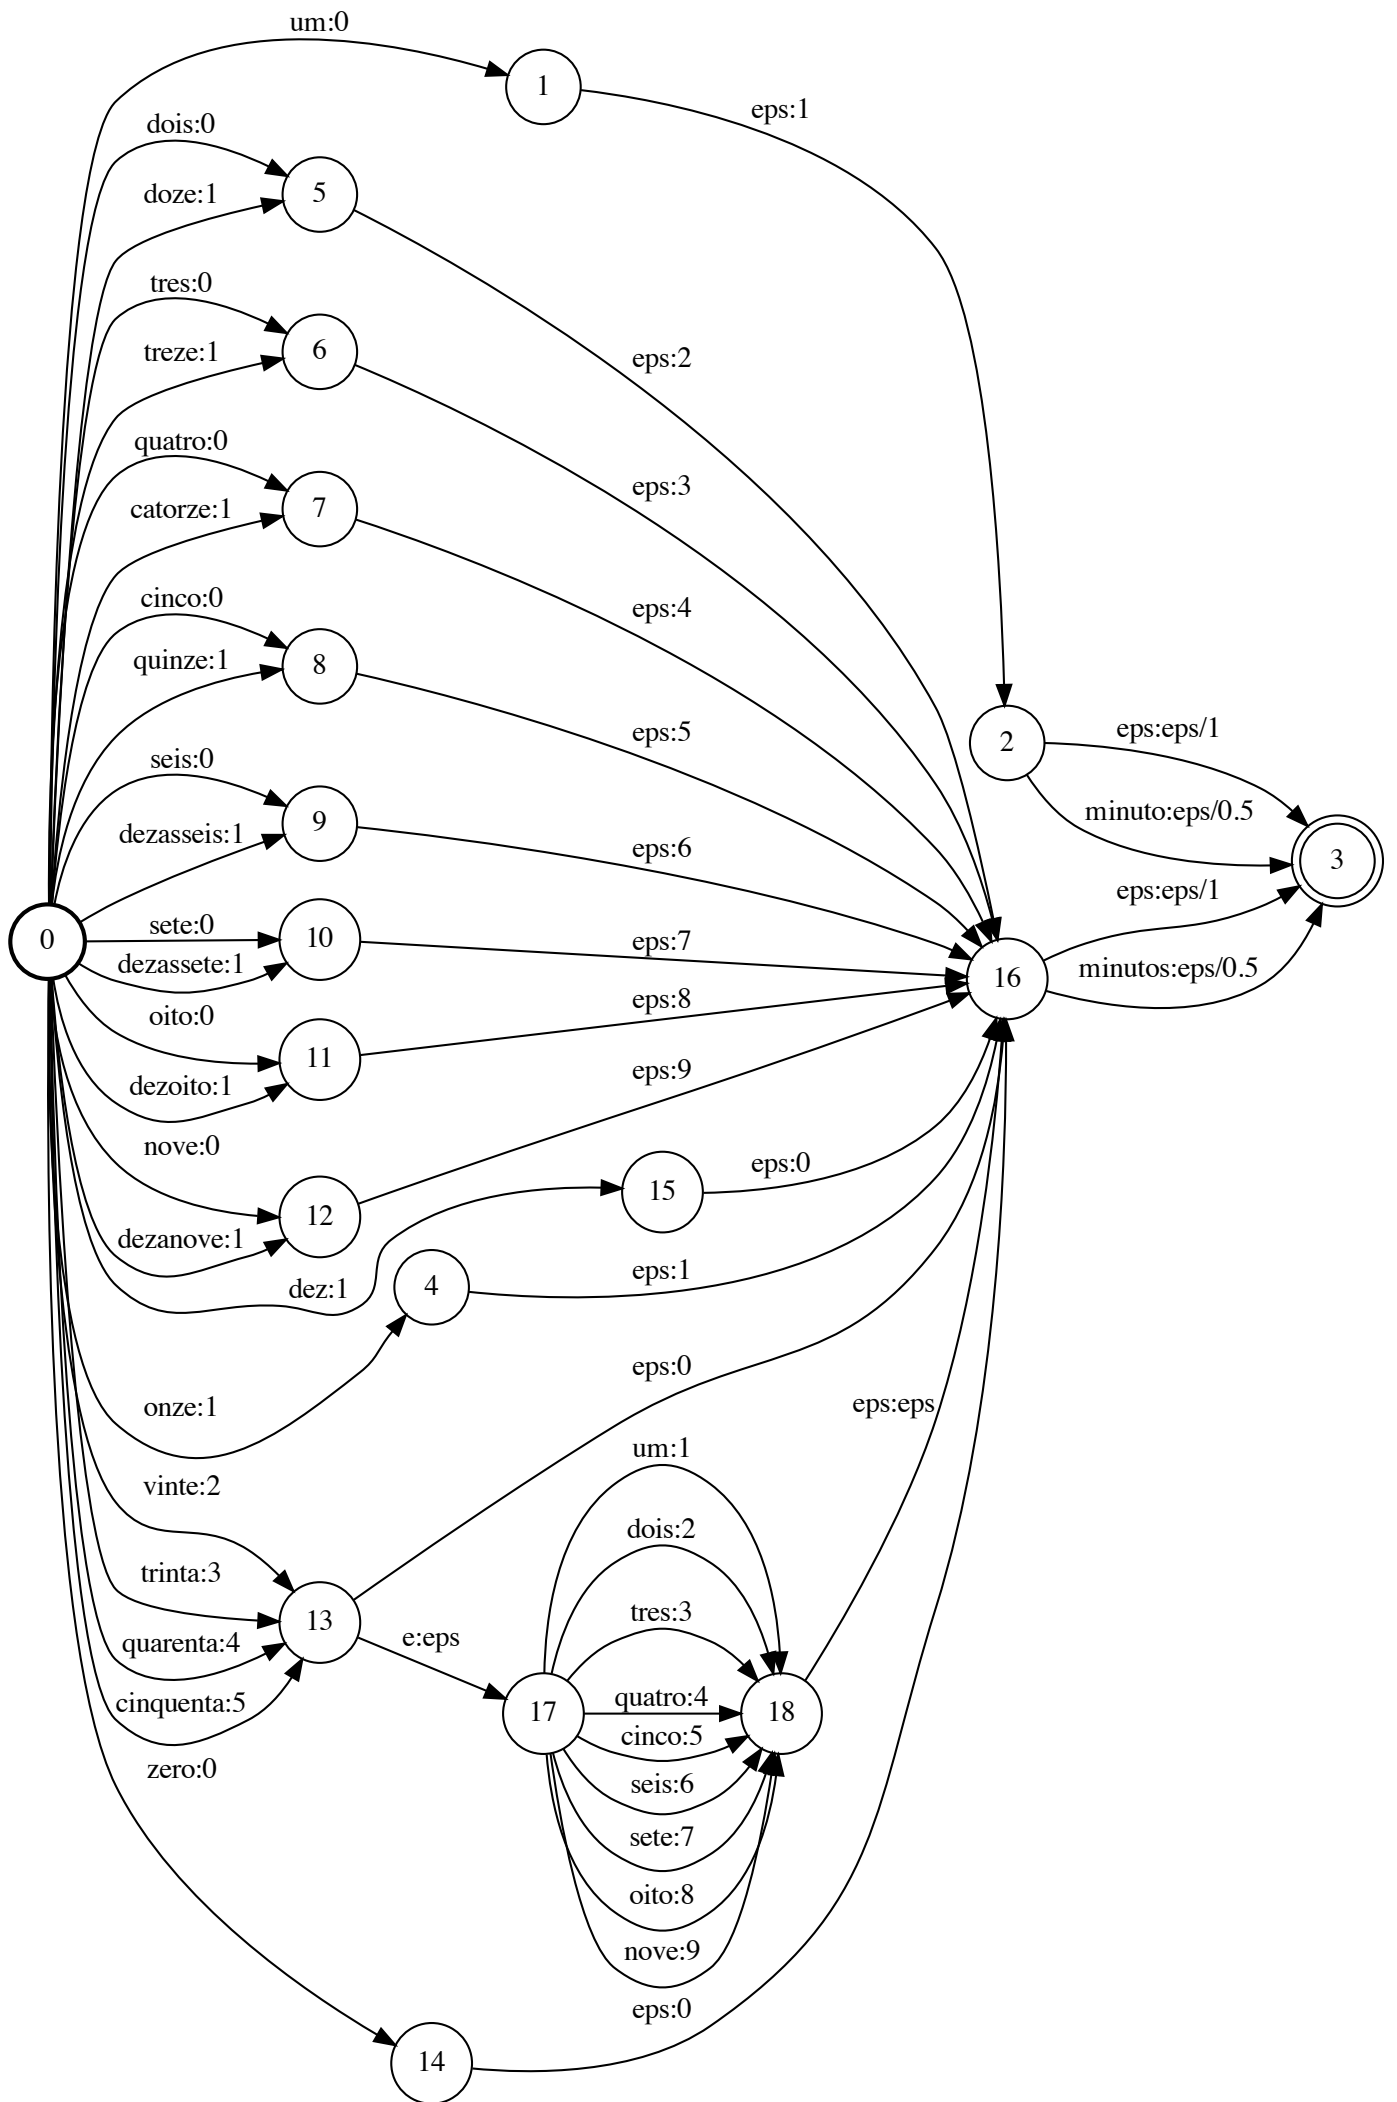 um:0
1
eps:1
dois:0
doze:1
5
tres:0
treze:1
6
eps:2
quatro:0
catorze:1
7
eps:3
cinco:0
quinze:1
8
eps:4
seis:0
dezasseis:1
9
eps:5
2
eps:eps/1
minuto:eps/0.5
3
eps:6
0
sete:0
dezassete:1
10
eps:7
16
eps:eps/1
minutos:eps/0.5
oito:0
dezoito:1
11
eps:8
nove:0
dezanove:1
12
eps:9
15
eps:0
dez:1
4
eps:1
onze:1
eps:0
eps:eps
vinte:2
trinta:3
quarenta:4
cinquenta:5
13
e:eps
um:1
dois:2
tres:3
17
quatro:4
18
cinco:5
seis:6
sete:7
oito:8
nove:9
zero:0
eps:0
14